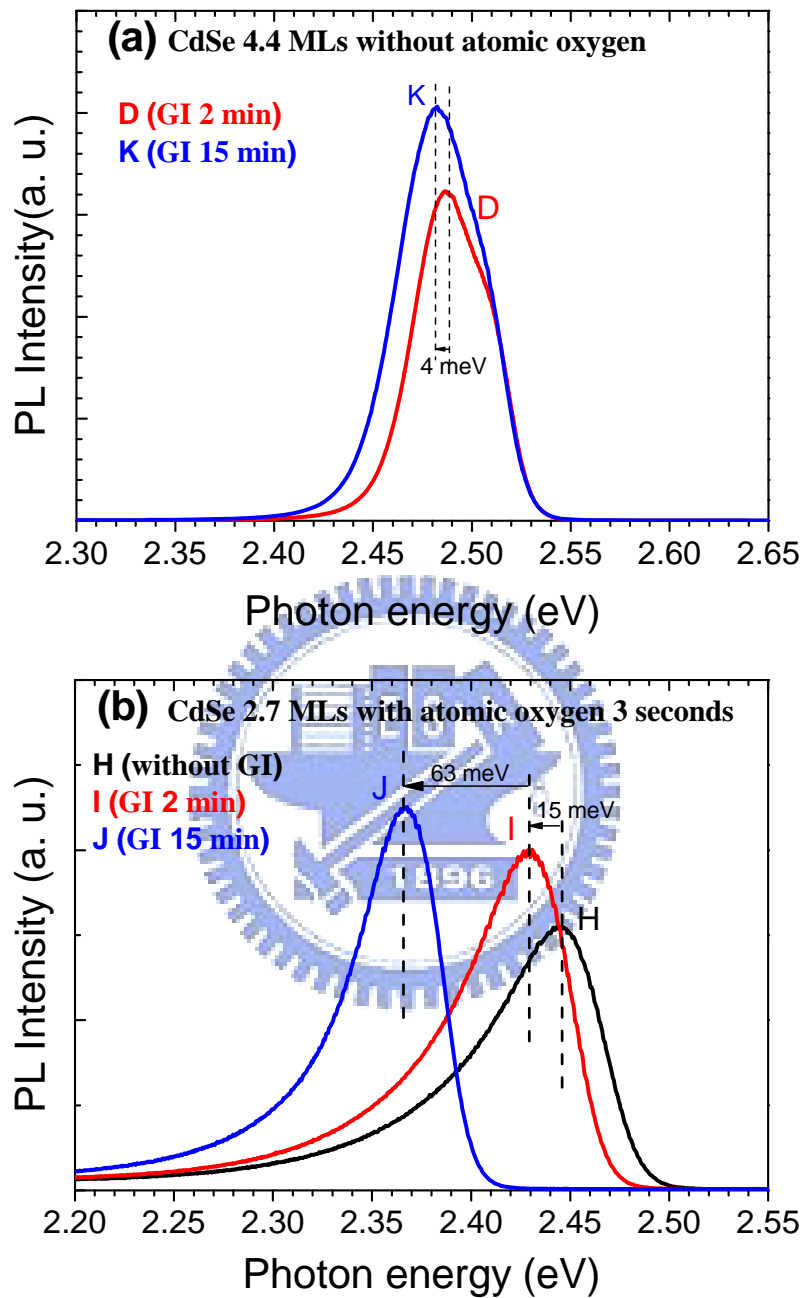 (a) CdSe 4.4 MLs without atomic oxygen
D (GI 2 min)
K (GI 15 min)
K
D
4 meV
PL Intensity(a. u.)
2.30 2.35 2.40 2.45 2.50 2.55 2.60 2.65
Photon energy (eV)
(b) CdSe 2.7 MLs with atomic oxygen 3 seconds
H (without GI)
I (GI 2 min)
J (GI 15 min)
63 meV
15 meV
J
I
H
1896
PL Intensity (a. u.)
2.20 2.25 2.30 2.35 2.40 2.45 2.50 2.55
Photon energy (eV)